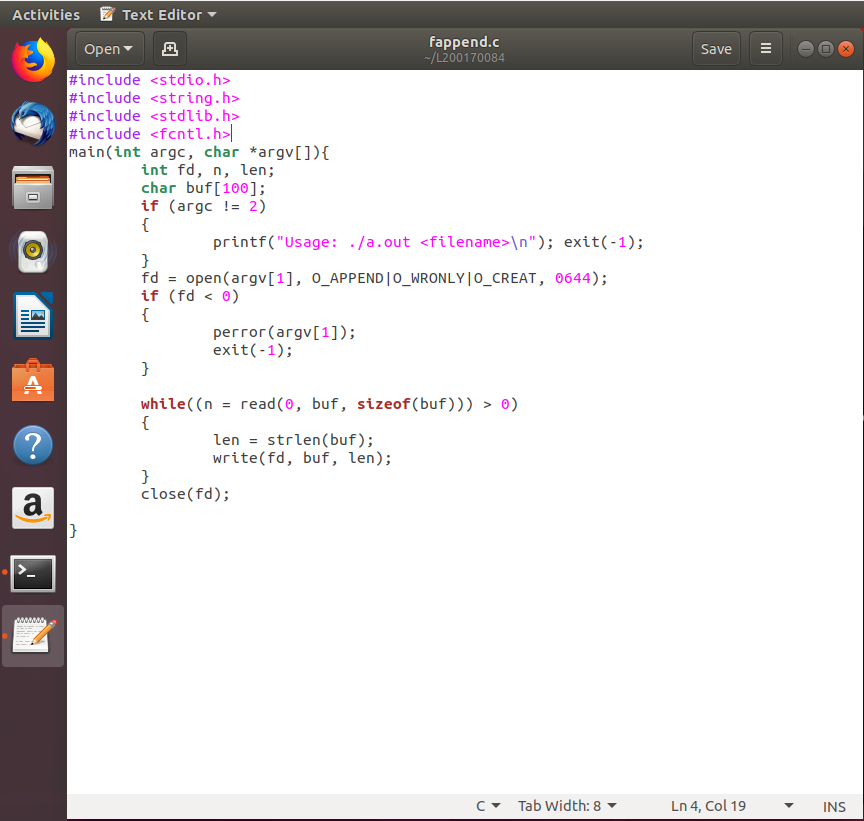 Activities Text Editor
Open fappend.c Save
~/L200170084
#include <stdio.h>
#include <string.h>
#include <stdlib.h>
#include <fcntl.h>
main(int argc, char *argv[]){
        int fd, n, len;
        char buf[100];
        if (argc != 2)
        {
                printf("Usage: ./a.out <filename>\n"); exit(-1);
        }
        fd = open(argv[1], O_APPEND|O_WRONLY|O_CREAT, 0644);
        if (fd < 0)
        {
                perror(argv[1]);
                exit(-1);
        }
        while((n = read(0, buf, sizeof(buf))) > 0)
        {
                len = strlen(buf);
                write(fd, buf, len);
        }
        close(fd);
}
C Tab Width: 8 Ln 4, Col 19 INS